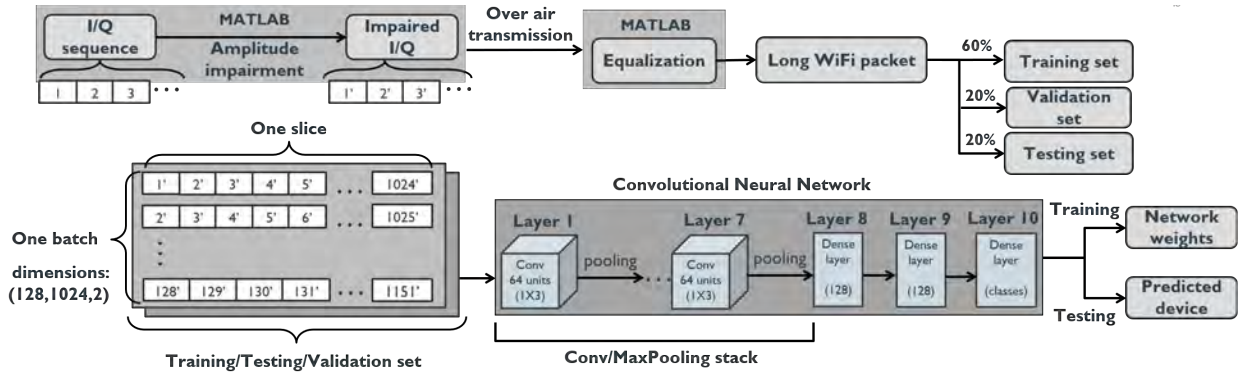 I/Q
sequence
MATLAB
Amplitude
impairment
Impaired
I/Q
1 2 3 ...
1' 2' 3' ...
Over air
transmission
MATLAB
Equalization
Long WiFi packet
60%
Training set
20%
Validation
set
20%
Testing set
One slice
1' 2' 3' 4' 5' ... 1024'
2' 3' 4' 5' 6' ... 1025'
128' 129' 130' 131' ... 1151'
One batch
dimensions:
(128,1024,2)
Training/Testing/Validation set
Convolutional Neural Network
Layer 1
Conv
64 units
(1X3)
pooling
...
Layer 7
Conv
64 units
(1X3)
pooling
Layer 8
Dense
layer
(128)
Layer 9
Dense
layer
(128)
Layer 10
Dense
layer
(classes)
Conv/MaxPooling stack
Training
Network
weights
Testing
Predicted
device